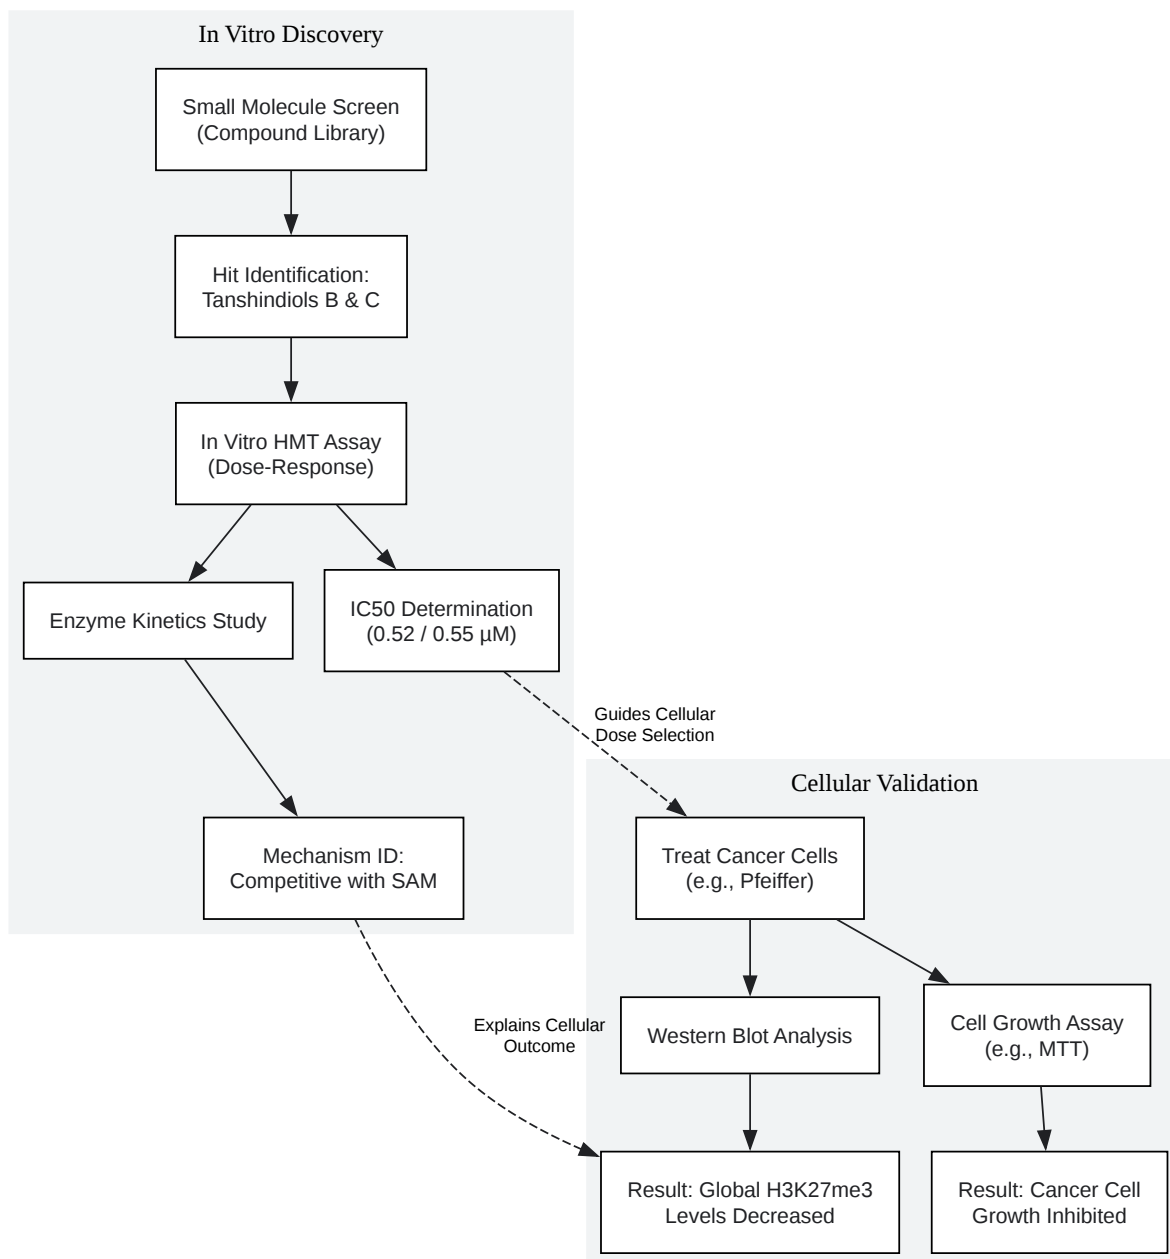 In Vitro Discovery
Small Molecule Screen
(Compound Library)
Hit Identification:
Tanshindiols B & C
In Vitro HMT Assay
(Dose-Response)
Enzyme Kinetics Study
IC50 Determination
(0.52 / 0.55 µM)
Guides Cellular
Dose Selection
Mechanism ID:
Competitive with SAM
Cellular Validation
Treat Cancer Cells
(e.g., Pfeiffer)
Explains Cellular
Outcome
Western Blot Analysis
Cell Growth Assay
(e.g., MTT)
Result: Global H3K27me3
Levels Decreased
Result: Cancer Cell
Growth Inhibited